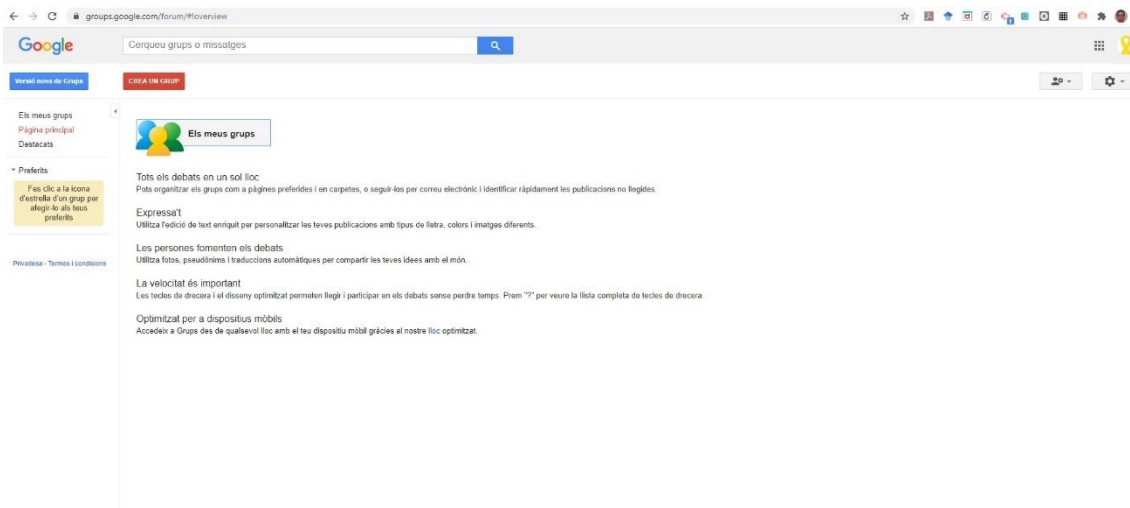 groups.google.com/forum/#!overview
Google
Cerqueu grups o missatges
Versió nova de Grups
CREA UN GRUP
Els meus grups
Pàgina principal
Destacats
Preferits
Fes clic a la icona
d'estrella d'un grup per
afegir-lo als teus
preferits
Privadesa - Termes i condicions
Els meus grups
Tots els debats en un sol lloc
Pots organitzar els grups com a pàgines preferides i en carpetes, o seguir-los per correu electrònic i identificar ràpidament les publicacions no llegides.
Expressa't
Utilitza l'edició de text enriquit per personalitzar les teves publicacions amb tipus de lletra, colors i imatges diferents.
Les persones fomenten els debats
Utilitza fotos, pseudònims i traduccions automàtiques per compartir les teves idees amb el món.
La velocitat és important
Les tecles de drecera i el disseny optimitzat permeten llegir i participar en els debats sense perdre temps. Prem "?" per veure la llista completa de tecles de drecera.
Optimitzat per a dispositius mòbils
Accedeix a Grups des de qualsevol lloc amb el teu dispositiu mòbil gràcies al nostre lloc optimitzat.